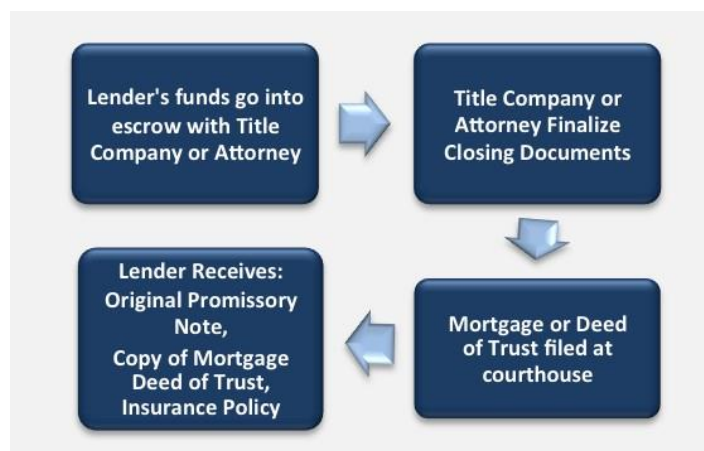 Lender's funds go into
escrow with Title
Company or Attorney
Title Company or
Attorney Finalize
Closing Documents
Mortgage or Deed
of Trust filed at
courthouse
Lender Receives:
Original Promissory
Note,
Copy of Mortgage
Deed of Trust,
Insurance Policy